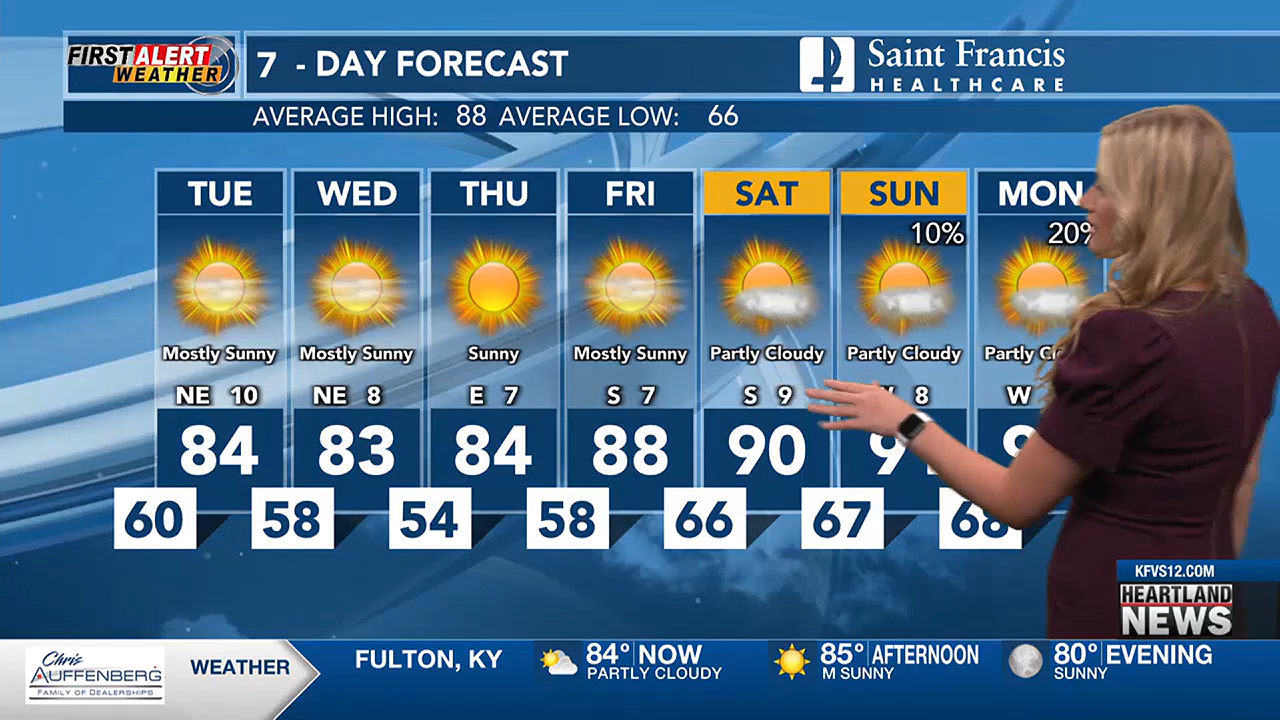 FIRST ALERT
WEATHER
7 - DAY FORECAST
Saint Francis
HEALTHCARE
AVERAGE HIGH: 88 AVERAGE LOW: 66
TUE WED THU FRI SAT SUN MON
10% 20%
Mostly Sunny Mostly Sunny Sunny Mostly Sunny Partly Cloudy Partly Cloudy Partly
NE 10 NE 8 E 7 S 7 S 9 8 W
84 83 84 88 90
60 58 54 58 66 67 68
KFVS12.COM
HEARTLAND
NEWS
Chris
AUFFENBERG
FAMILY OF DEALERSHIPS
WEATHER
FULTON, KY
84° NOW
PARTLY CLOUDY
85° AFTERNOON
M SUNNY
80° EVENING
SUNNY